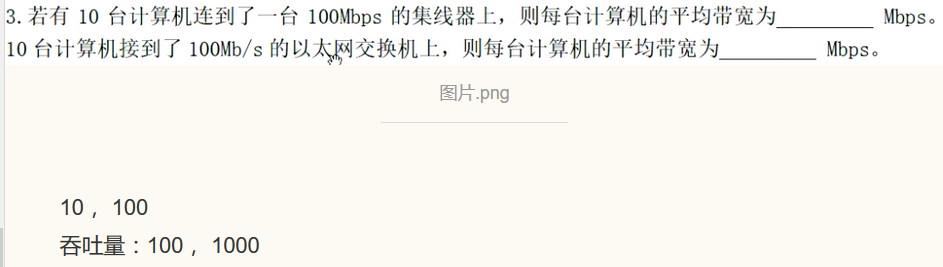 3.若有 10 台计算机连到了一台 100Mbps 的集线器上，则每台计算机的平均带宽为_________ Mbps。
10 台计算机接到了 100Mb/s 的以太网交换机上，则每台计算机的平均带宽为_________ Mbps。
图片.png
10 ，100
吞吐量：100 ，1000